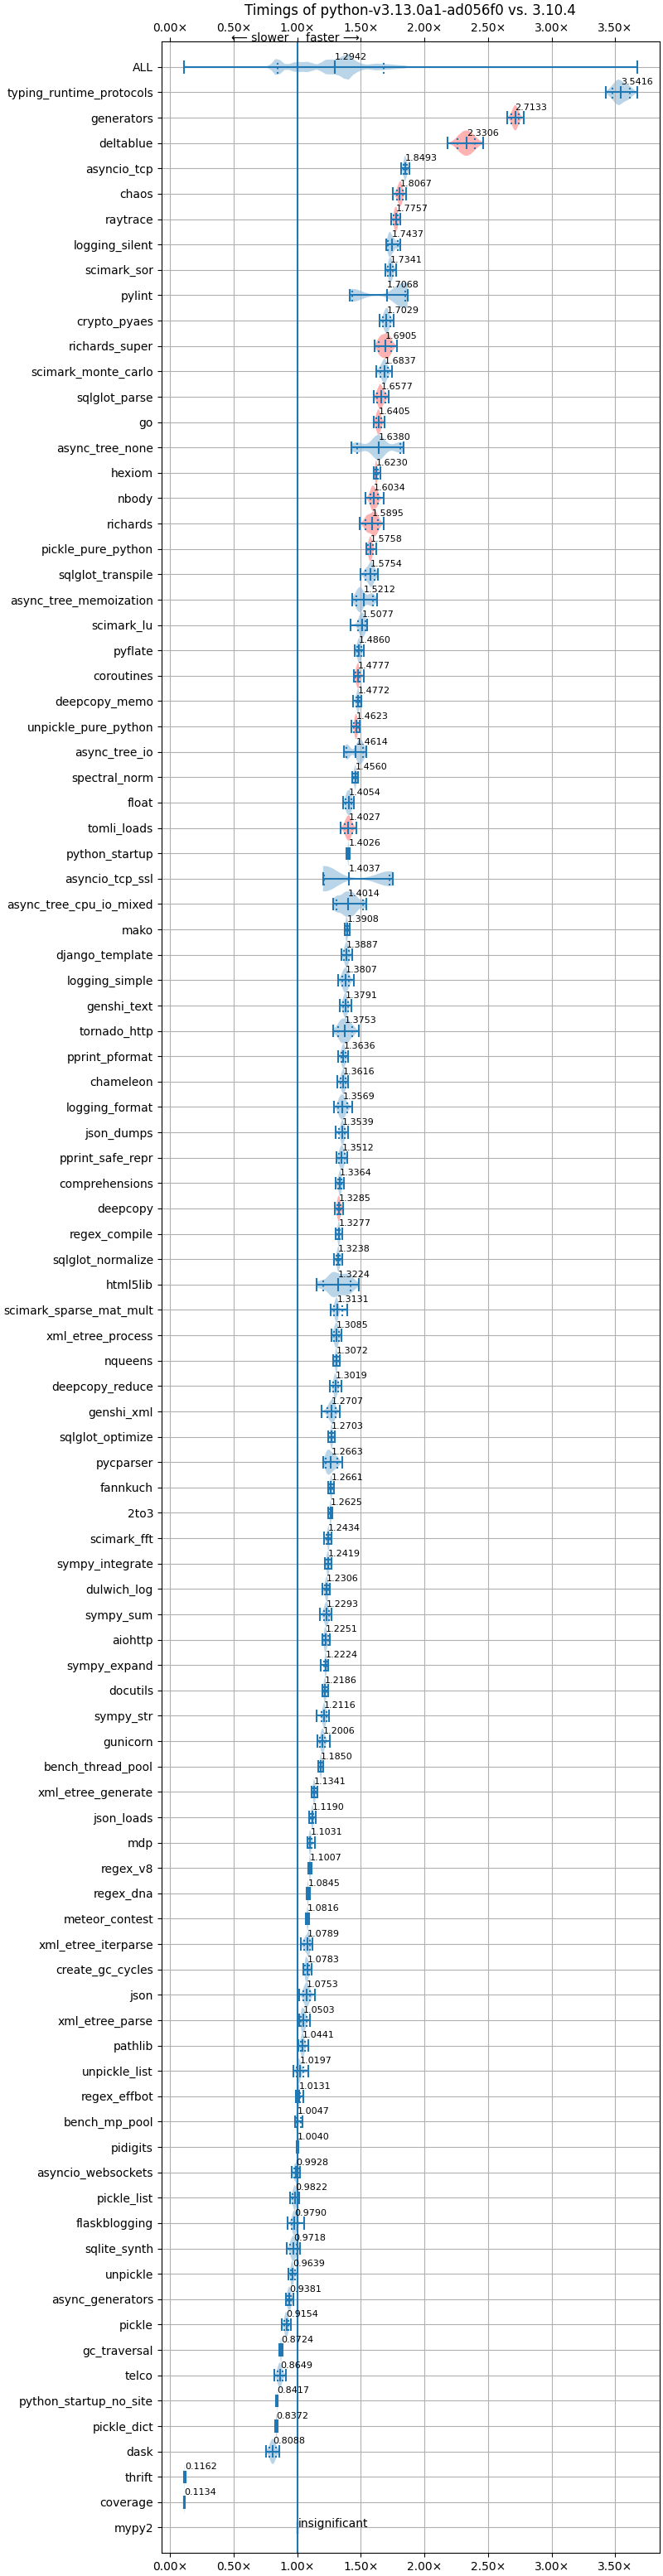 Timings of python-v3.13.0a1-ad056f0 vs. 3.10.4
0.00× 0.50× 1.00× 1.50× 2.00× 2.50× 3.00× 3.50×
⟵ slower faster ⟶
ALL 1.2942
typing_runtime_protocols 3.5416
generators 2.7133
deltablue 2.3306
asyncio_tcp 1.8493
chaos 1.8067
raytrace 1.7757
logging_silent 1.7437
scimark_sor 1.7341
pylint 1.7068
crypto_pyaes 1.7029
richards_super 1.6905
scimark_monte_carlo 1.6837
sqlglot_parse 1.6577
go 1.6405
async_tree_none 1.6380
hexiom 1.6230
nbody 1.6034
richards 1.5895
pickle_pure_python 1.5758
sqlglot_transpile 1.5754
async_tree_memoization 1.5212
scimark_lu 1.5077
pyflate 1.4860
coroutines 1.4777
deepcopy_memo 1.4772
unpickle_pure_python 1.4623
async_tree_io 1.4614
spectral_norm 1.4560
float 1.4054
tomli_loads 1.4027
python_startup 1.4026
asyncio_tcp_ssl 1.4037
async_tree_cpu_io_mixed 1.4014
mako 1.3908
django_template 1.3887
logging_simple 1.3807
genshi_text 1.3791
tornado_http 1.3753
pprint_pformat 1.3636
chameleon 1.3616
logging_format 1.3569
json_dumps 1.3539
pprint_safe_repr 1.3512
comprehensions 1.3364
deepcopy 1.3285
regex_compile 1.3277
sqlglot_normalize 1.3238
html5lib 1.3224
scimark_sparse_mat_mult 1.3131
xml_etree_process 1.3085
nqueens 1.3072
deepcopy_reduce 1.3019
genshi_xml 1.2707
sqlglot_optimize 1.2703
pycparser 1.2663
fannkuch 1.2661
2to3 1.2625
scimark_fft 1.2434
sympy_integrate 1.2419
dulwich_log 1.2306
sympy_sum 1.2293
aiohttp 1.2251
sympy_expand 1.2224
docutils 1.2186
sympy_str 1.2116
gunicorn 1.2006
bench_thread_pool 1.1850
xml_etree_generate 1.1341
json_loads 1.1190
mdp 1.1031
regex_v8 1.1007
regex_dna 1.0845
meteor_contest 1.0816
xml_etree_iterparse 1.0789
create_gc_cycles 1.0783
json 1.0753
xml_etree_parse 1.0503
pathlib 1.0441
unpickle_list 1.0197
regex_effbot 1.0131
bench_mp_pool 1.0047
pidigits 1.0040
asyncio_websockets 0.9928
pickle_list 0.9822
flaskblogging 0.9790
sqlite_synth 0.9718
unpickle 0.9639
async_generators 0.9381
pickle 0.9154
gc_traversal 0.8724
telco 0.8649
python_startup_no_site 0.8417
pickle_dict 0.8372
dask 0.8088
thrift 0.1162
coverage 0.1134
mypy2 insignificant
0.00× 0.50× 1.00× 1.50× 2.00× 2.50× 3.00× 3.50×